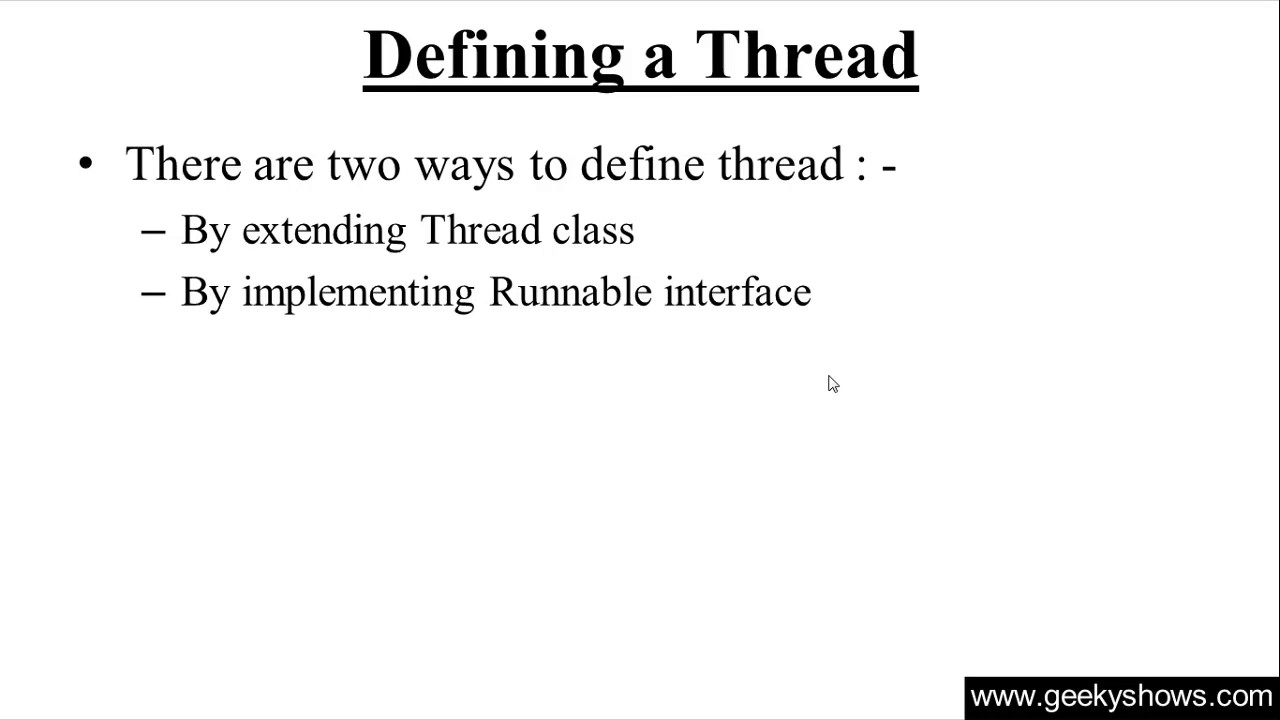 Defining a Thread
• There are two ways to define thread : -
– By extending Thread class
– By implementing Runnable interface
www.geekyshows.com